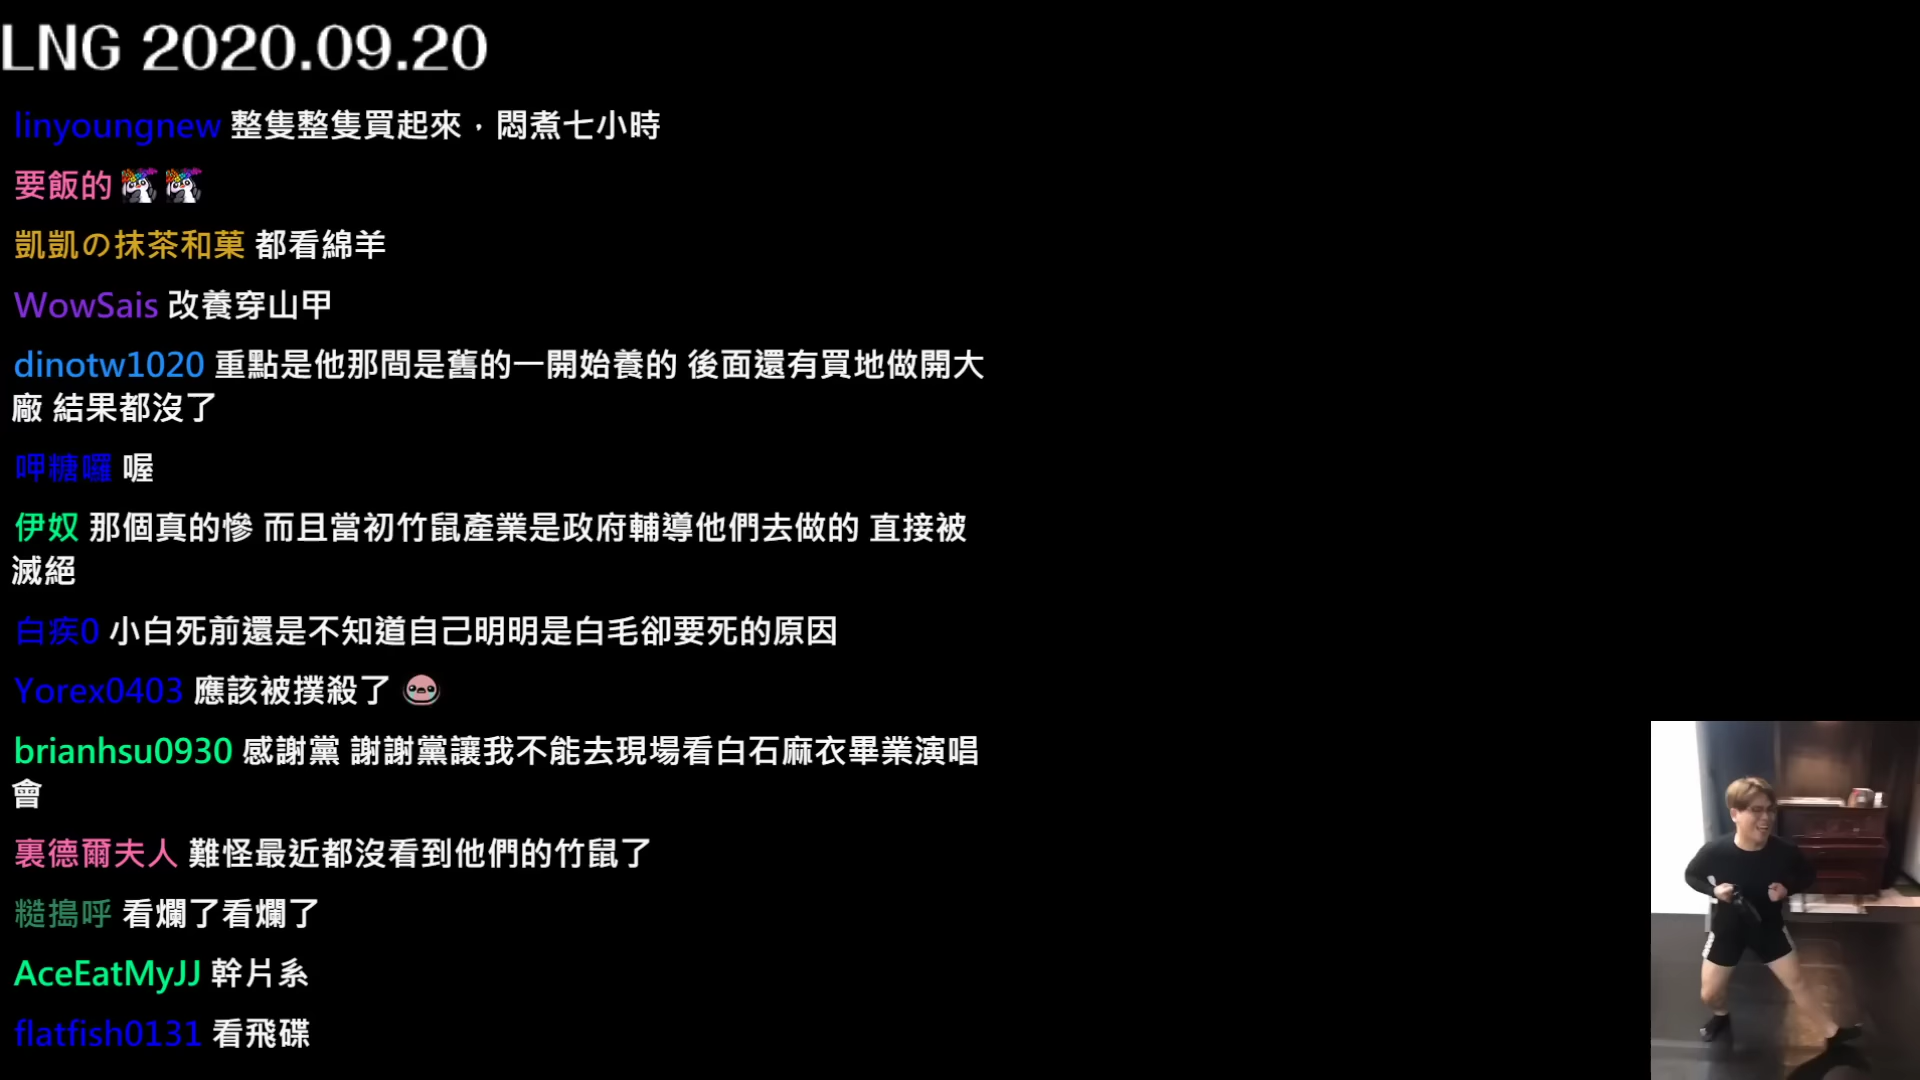 LNG 2020.09.20
linyoungnew 整隻整隻買起來，悶煮七小時
要飯的
凱凱の抹茶和菓 都看綿羊
WowSais 改養穿山甲
dinotw1020 重點是他那間是舊的一開始養的 後面還有買地做開大
廠 結果都沒了
呷糖囉 喔
伊奴 那個真的慘 而且當初竹鼠產業是政府輔導他們去做的 直接被
滅絕
白疾0 小白死前還是不知道自己明明是白毛卻要死的原因
Yorex0403 應該被撲殺了
brianhsu0930 感謝黨 謝謝黨讓我不能去現場看白石麻衣畢業演唱
會
裏德爾夫人 難怪最近都沒看到他們的竹鼠了
糙搗呼 看爛了看爛了
AceEatMyJJ 幹片系
flatfish0131 看飛碟